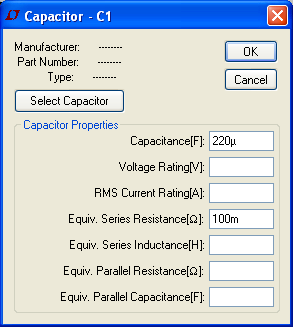 Capacitor - C1
Manufacturer: --------
OK
Part Number: --------
Type: --------
Cancel
Select Capacitor
Capacitor Properties
Capacitance[F]: 220µ
Voltage Rating[V]:
RMS Current Rating[A]:
Equiv. Series Resistance[Ω]: 100m
Equiv. Series Inductance[H]:
Equiv. Parallel Resistance[Ω]:
Equiv. Parallel Capacitance[F]: